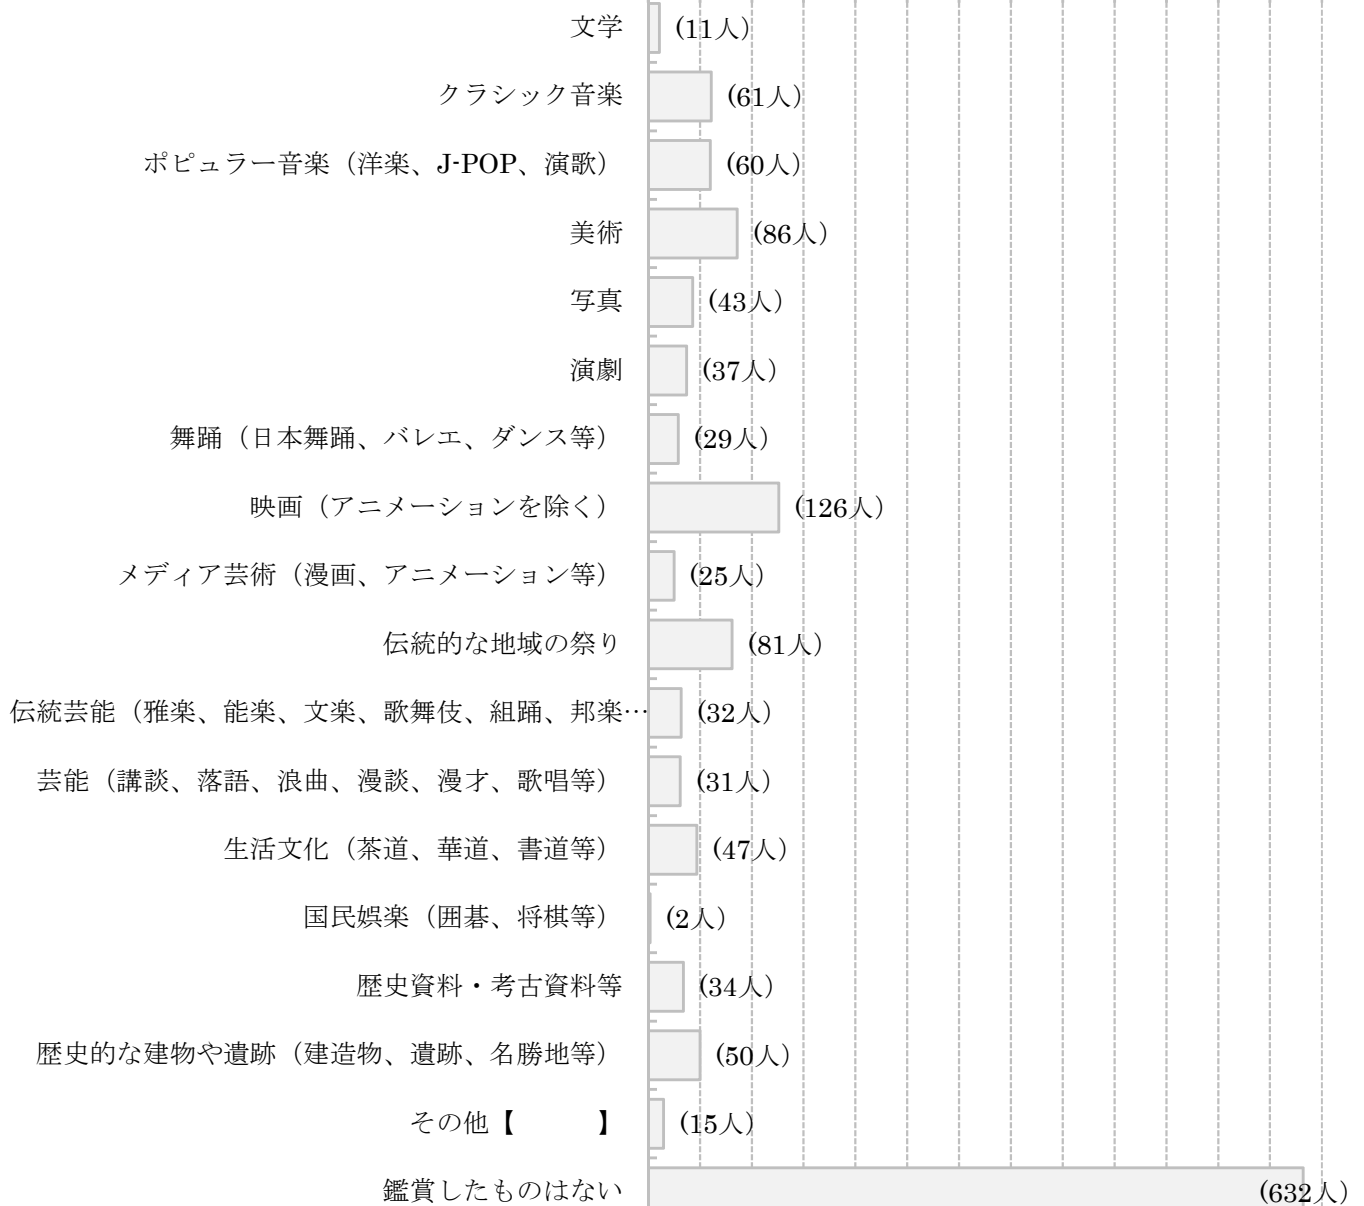 文学 (11人)
クラシック音楽 (61人)
ポピュラー音楽（洋楽、J-POP、演歌） (60人)
美術 (86人)
写真 (43人)
演劇 (37人)
舞踊（日本舞踊、バレエ、ダンス等） (29人)
映画（アニメーションを除く） (126人)
メディア芸術（漫画、アニメーション等） (25人)
伝統的な地域の祭り (81人)
伝統芸能（雅楽、能楽、文楽、歌舞伎、組踊、邦楽… (32人)
芸能（講談、落語、浪曲、漫談、漫才、歌唱等） (31人)
生活文化（茶道、華道、書道等） (47人)
国民娯楽（囲碁、将棋等） (2人)
歴史資料・考古資料等 (34人)
歴史的な建物や遺跡（建造物、遺跡、名勝地等） (50人)
その他【　　　】 (15人)
鑑賞したものはない (632人)